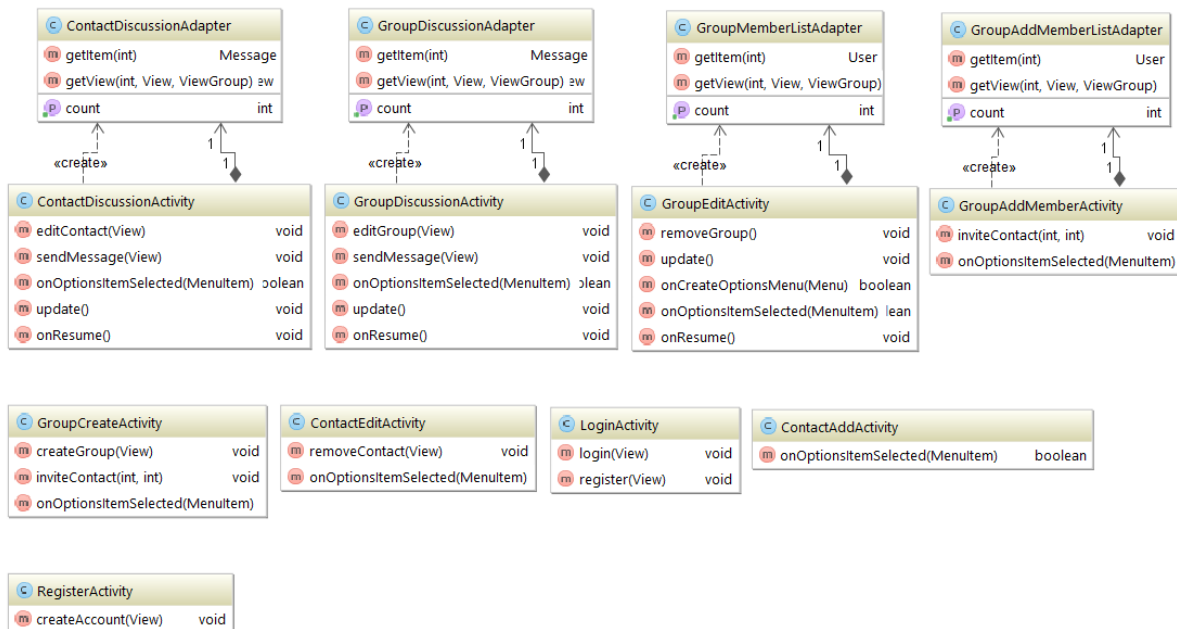 ContactDiscussionAdapter
getItem(int) Message
getView(int, View, ViewGroup) ew
count int
GroupDiscussionAdapter
getItem(int) Message
getView(int, View, ViewGroup) ew
count int
GroupMemberListAdapter
getItem(int) User
getView(int, View, ViewGroup)
count int
GroupAddMemberListAdapter
getItem(int) User
getView(int, View, ViewGroup)
count int
«create»
1
1
«create»
1
1
«create»
1
1
«create»
1
1
ContactDiscussionActivity
editContact(View) void
sendMessage(View) void
onOptionsItemSelected(MenuItem) olean
update() void
onResume() void
GroupDiscussionActivity
editGroup(View) void
sendMessage(View) void
onOptionsItemSelected(MenuItem) lean
update() void
onResume() void
GroupEditActivity
removeGroup() void
update() void
onCreateOptionsMenu(Menu) boolean
onOptionsItemSelected(MenuItem) lean
onResume() void
GroupAddMemberActivity
inviteContact(int, int) void
onOptionsItemSelected(MenuItem)
GroupCreateActivity
createGroup(View) void
inviteContact(int, int) void
onOptionsItemSelected(MenuItem)
ContactEditActivity
removeContact(View) void
onOptionsItemSelected(MenuItem)
LoginActivity
login(View) void
register(View) void
ContactAddActivity
onOptionsItemSelected(MenuItem) boolean
RegisterActivity
createAccount(View) void